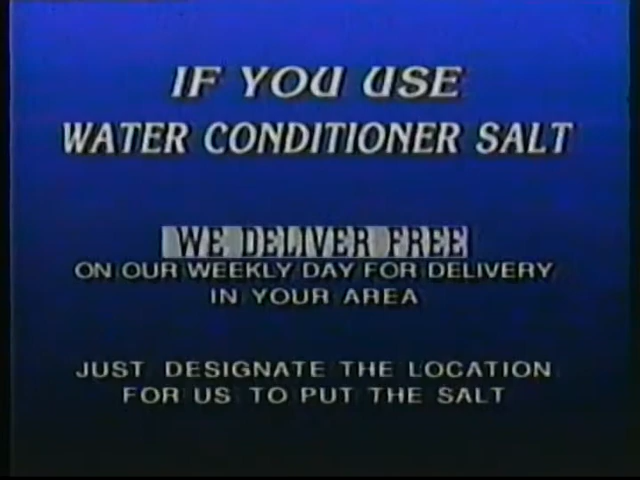 IF YOU USE
WATER CONDITIONER SALT
WE DELIVER FREE
ON OUR WEEKLY DAY FOR DELIVERY
IN YOUR AREA
JUST DESIGNATE THE LOCATION
FOR US TO PUT THE SALT